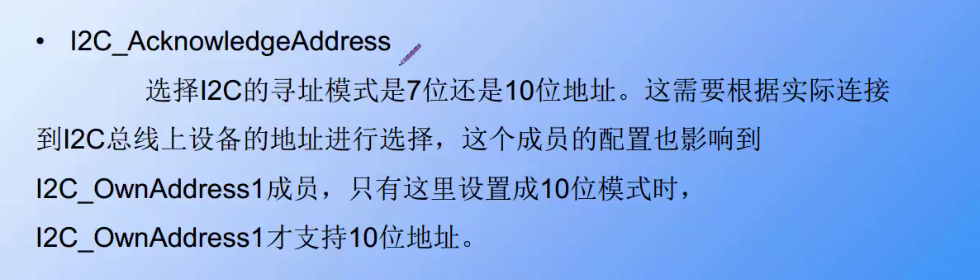 • I2C_AcknowledgeAddress
选择I2C的寻址模式是7位还是10位地址。这需要根据实际连接
到I2C总线上设备的地址进行选择，这个成员的配置也影响到
I2C_OwnAddress1成员，只有这里设置成10位模式时，
I2C_OwnAddress1才支持10位地址。